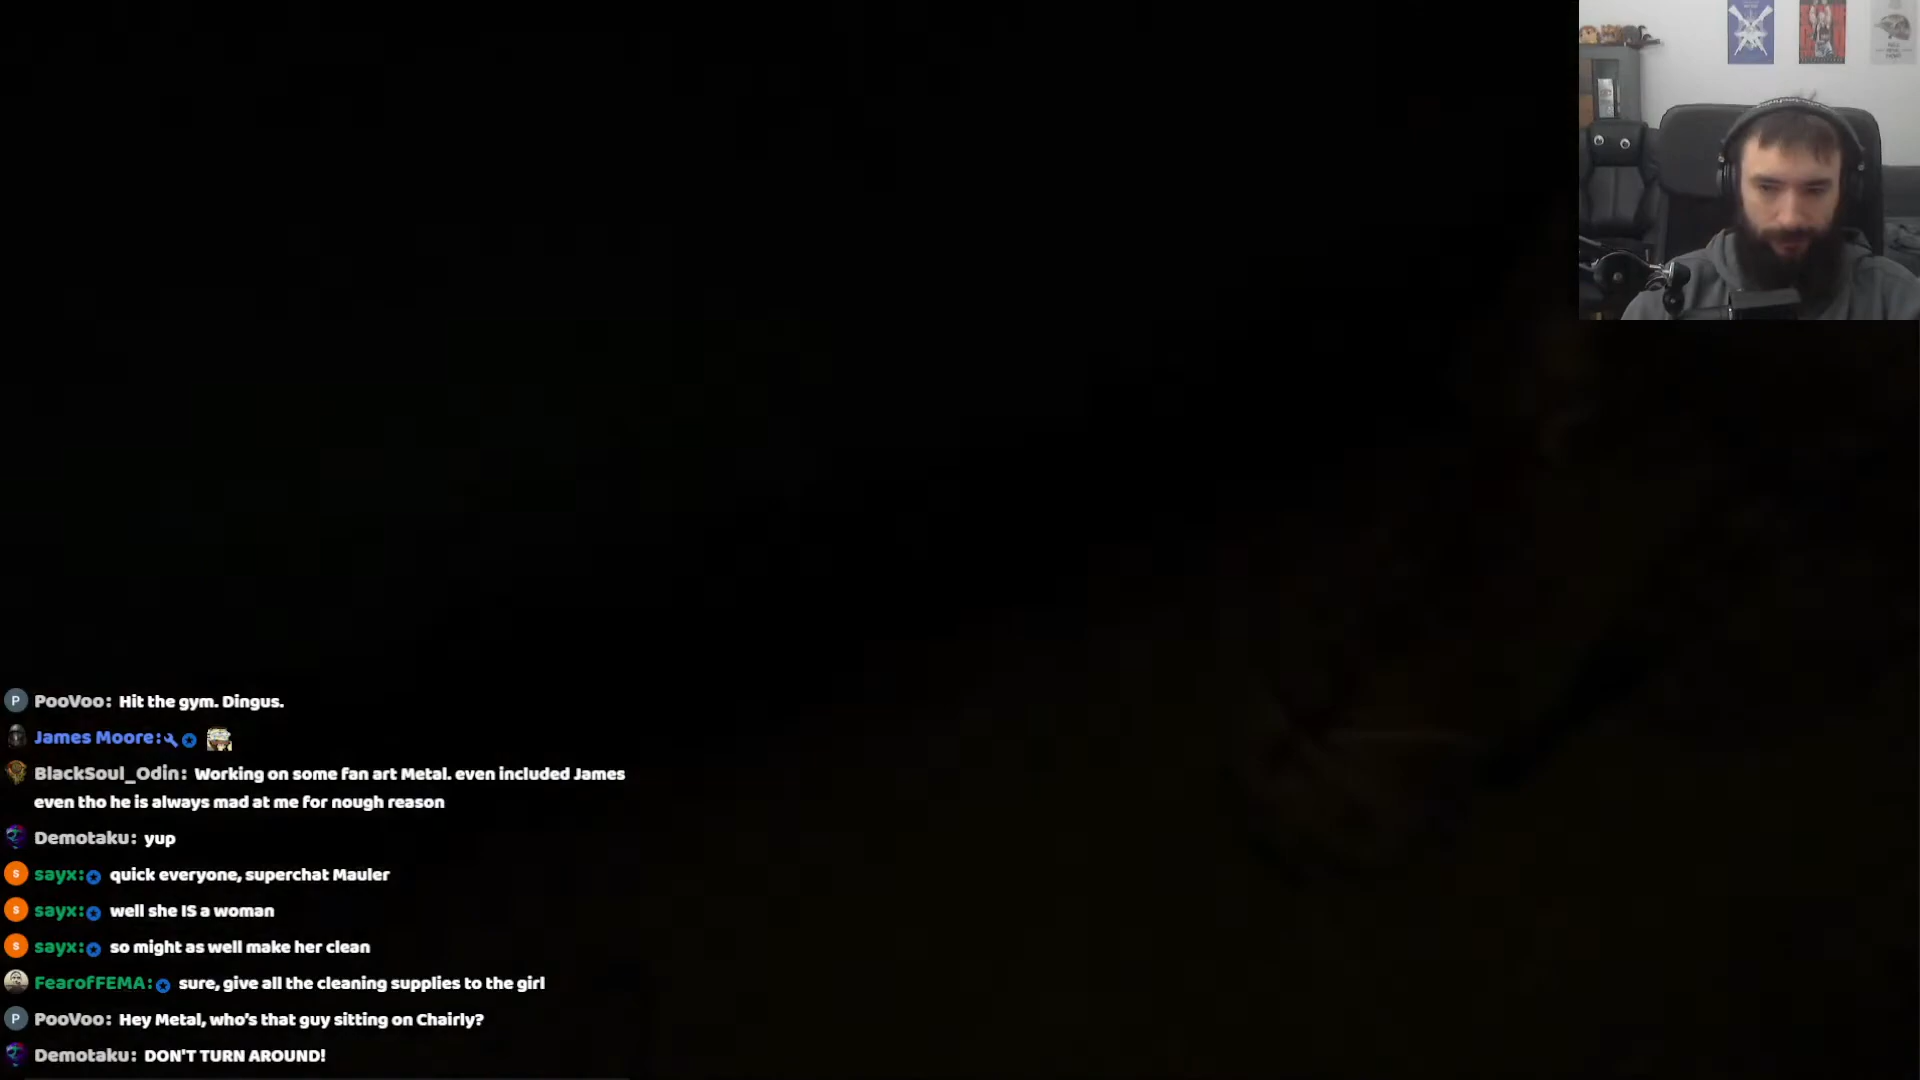 PooVoo: Hit the gym. Dingus.
James Moore:
BlackSoul_Odin: Working on some fan art Metal. even included James
even tho he is always mad at me for nough reason
Demotaku: yup
sayx: quick everyone, superchat Mauler
sayx: well she IS a woman
sayx: so might as well make her clean
FearofFEMA: sure, give all the cleaning supplies to the girl
PooVoo: Hey Metal, who's that guy sitting on Chairly?
Demotaku: DON'T TURN AROUND!